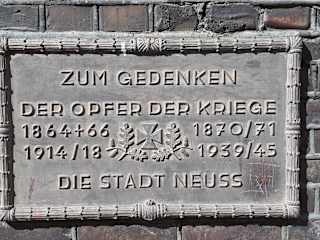 ZUM GEDENKEN
DER OPFER DER KRIEGE
1864+66 1870/71
1914/18 1939/45
DIE STADT NEUSS